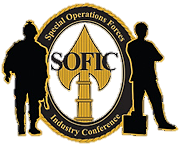 Special Operations Forces
SOFIC
Industry Conference